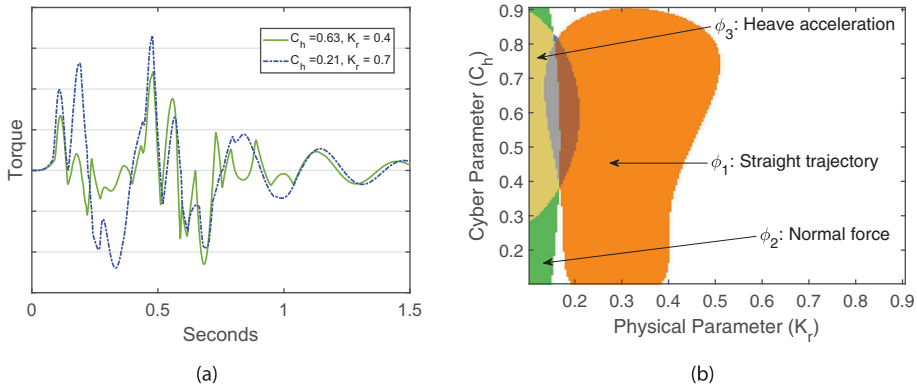 C_h =0.63, K_r = 0.4
C_h =0.21, K_r = 0.7
Torque
0
0.5
1
1.5
Seconds
(a)
0.9
0.8
0.7
0.6
0.5
0.4
0.3
0.2
Cyber Parameter (C_h)
ϕ_3: Heave acceleration
ϕ_1: Straight trajectory
ϕ_2: Normal force
0.2 0.3 0.4 0.5 0.6 0.7 0.8 0.9
Physical Parameter (K_r)
(b)